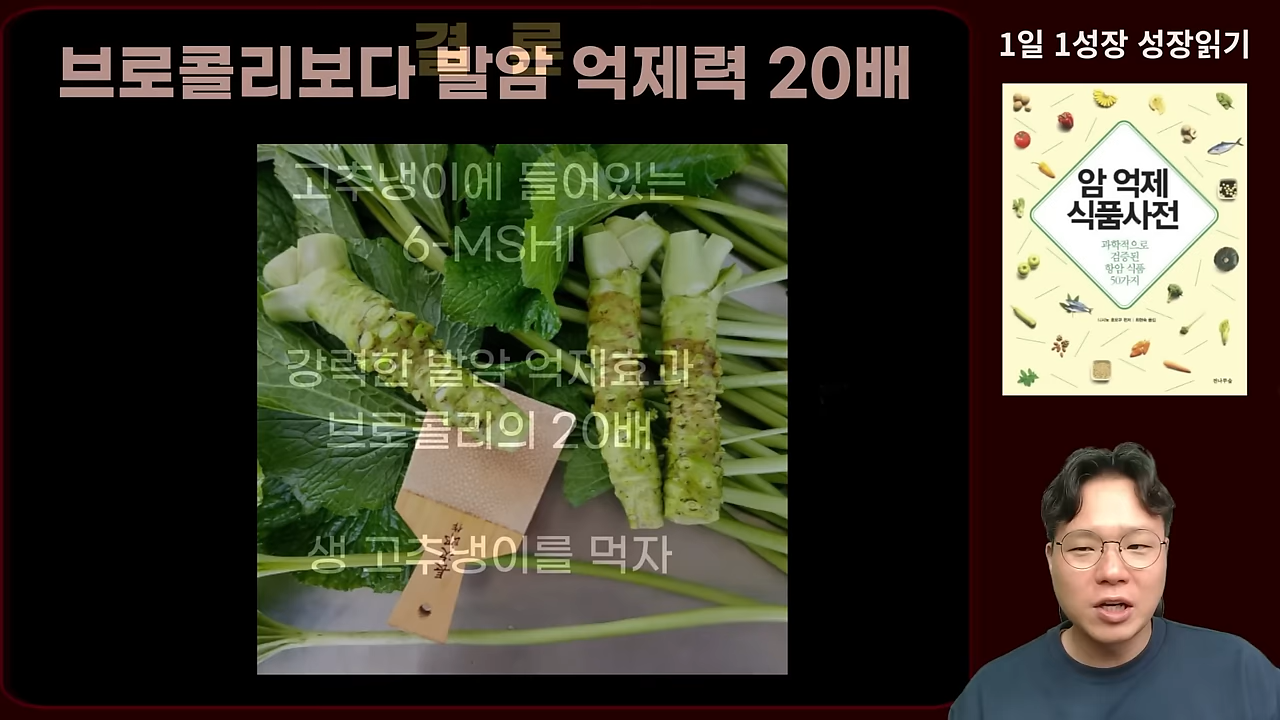 결 론
브로콜리보다 발암 억제력 20배
고추냉이에 들어있는
6-MSHI
강력한 발암 억재효과
브로콜리의 20배
생 고추냉이를 먹자
1일 1성장 성장읽기
암 억제
식품사전
과학적으로
검증된
항암 식품
50가지